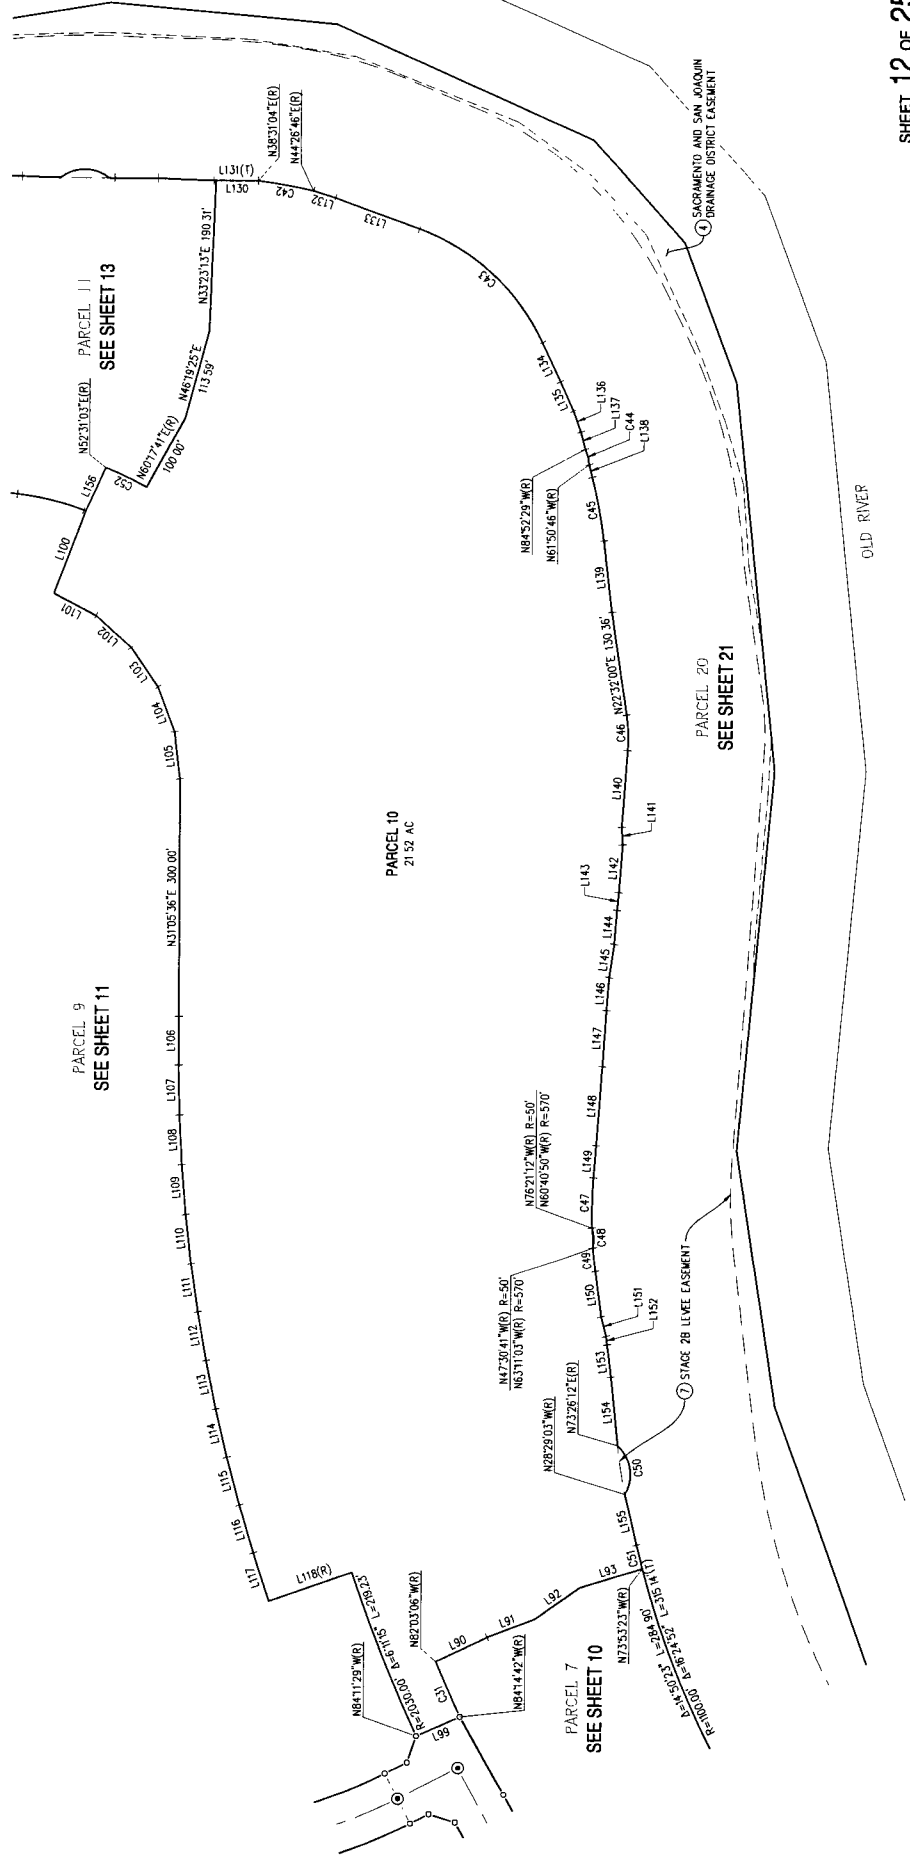 SHEET 12 OF 25
SACRAMENTO AND SAN JOAQUIN
DRAINAGE DISTRICT EASEMENT
4
OLD RIVER
PARCEL 11
SEE SHEET 13
N52°31'03"E(R)
L156
C52
N60°17'41"E(R)
100 00'
N46°19'25"E
113 59'
N33°23'13"E 190 31'
L131(T)
L130
N38°31'04"E(R)
N44°26'46"E(R)
C42
L132
L133
C43
L134
L135
L136
L137
C44
L138
N84°52'29"W(R)
N61°50'46"W(R)
C45
L139
N22°32'00"E 130 36'
C46
L140
L141
L142
L143
L144
L145
L146
L147
L148
L149
C47
C48
C49
N76°21'12"W(R) R=50'
N60°40'50"W(R) R=570'
N47°30'41"W(R) R=50'
N63°11'03"W(R) R=570'
L150
L151
L152
L153
L154
N73°26'12"E(R)
N28°29'03"W(R)
C50
L155
C51
7 STAGE 2B LEVEE EASEMENT
PARCEL 20
SEE SHEET 21
L100
L101
L102
L103
L104
L105
N31°05'36"E 300 00'
L106
L107
L108
L109
L110
L111
L112
L113
L114
L115
L116
L117
L118(R)
PARCEL 9
SEE SHEET 11
PARCEL 10
21 52 AC
R=2030.00' Δ=6°11'15" L=219.23'
N84°11'29"W(R)
N82°03'06"W(R)
N84°14'42"W(R)
L99
C31
L90
L91
L92
L93
N73°53'23"W(R)
PARCEL 7
SEE SHEET 10
Δ=14°50'23" L=284 90'
R=1100.00' Δ=16°24'52" L=315 14'(T)